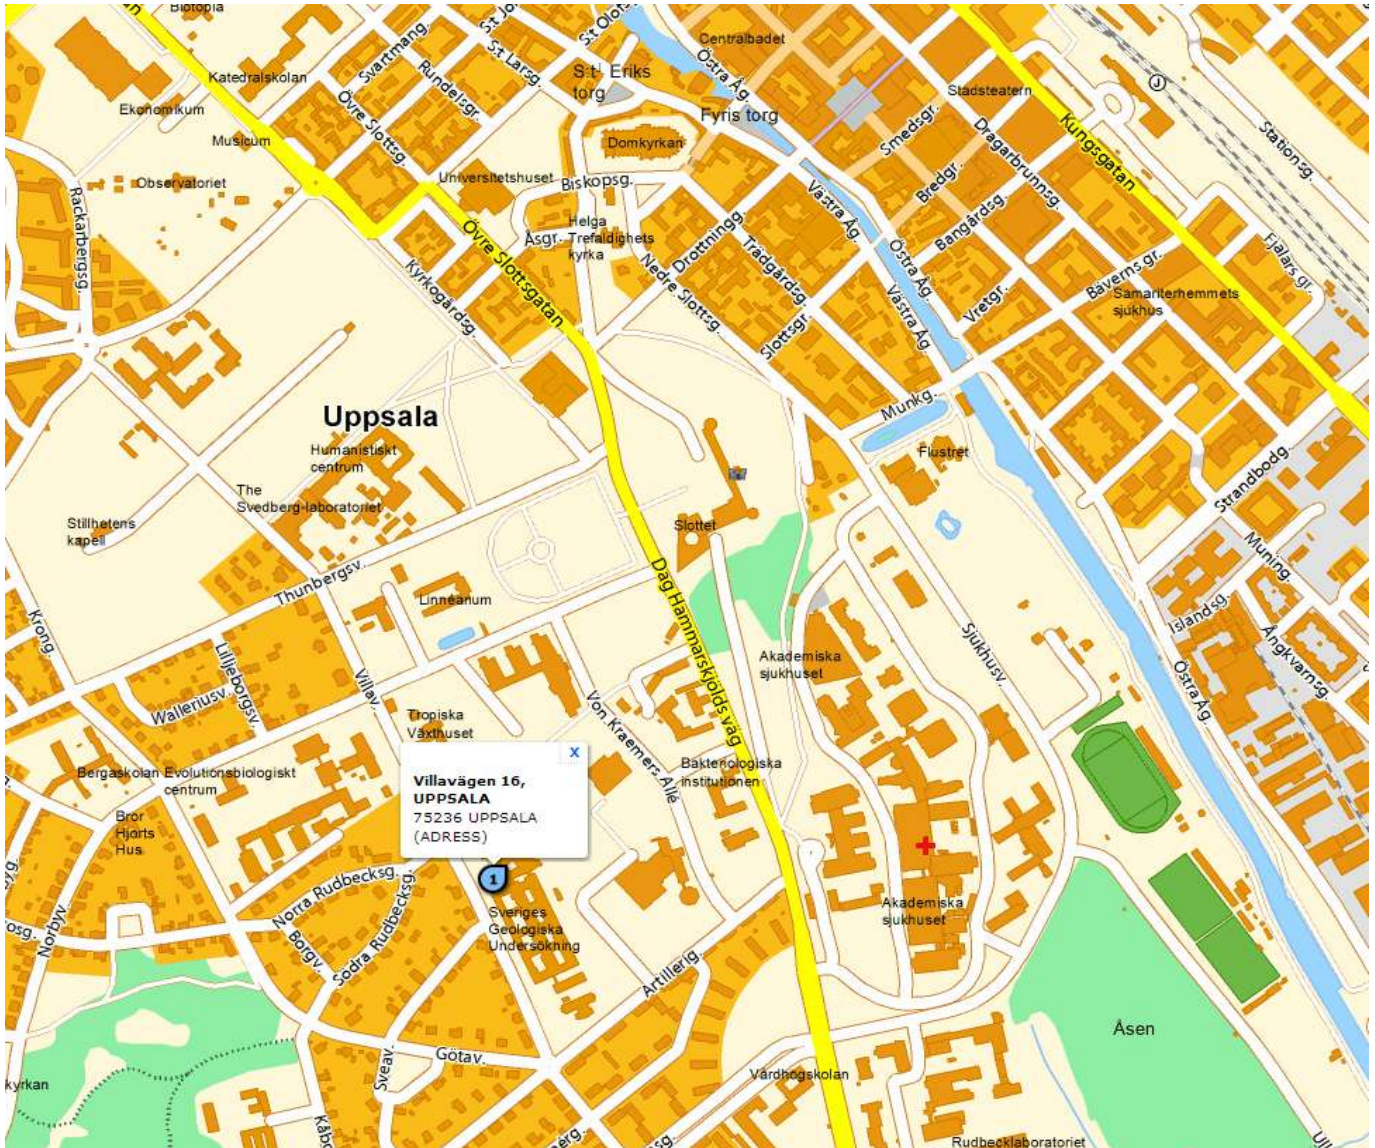 Biotopia
Svartmang.
S:t Larsg.
Rundelsgr.
S:t Eriks
torg
Centralbadet
Östra Åg.
Stadsteatern
J
Kungsgatan
Stationsg.
Katedralskolan
Ekonomikum
Övre Slottsg.
Musicum
Fyris torg
Domkyrkan
Smedsgr.
Dragarbrunnsg.
Observatoriet
Universitetshuset
Biskopsg.
Bredgr.
Rackarbergsg.
Övre Slottsgatan
Åsgr.
Helga
Trefaldighets
kyrka
Drottningg.
Trädgårdsg.
Västra Åg.
Bangårdsg.
Östra Åg.
Bäverns gr.
Fjalars gr.
Kyrkogårdsg.
Nedre Slottsg.
Slottsgr.
Västra Åg.
Vretgr.
Samariterhemmets
sjukhus
Uppsala
Munkg.
Humanistiskt
centrum
Flustret
The
Svedberg-laboratoriet
Strandbodg.
Stillhetens
kapell
Slottet
Muning.
Thunbergsv.
Linnéanum
Dag Hammarskjölds väg
Islandsg.
Krong.
Lilljeborgsv.
Villav.
Sjukhusv.
Ångkvarnsg.
Akademiska
sjukhuset
Östra Åg.
Walleriusv.
Von Kraemers Allé
Tropiska
Växthuset
X
Villavägen 16,
UPPSALA
75236 UPPSALA
(ADRESS)
Bakteriologiska
institutionen
Bergaskolan
Evolutionsbiologiskt
centrum
Bror
Hjorts
Hus
1
Norra Rudbecksg.
Norbyv.
Borgv.
Södra Rudbecksg.
Sveriges
Geologiska
Undersökning
Akademiska
sjukhuset
Artillerig.
Åsen
Götav.
Sveav.
Vårdhögskolan
Rudbecklaboratoriet